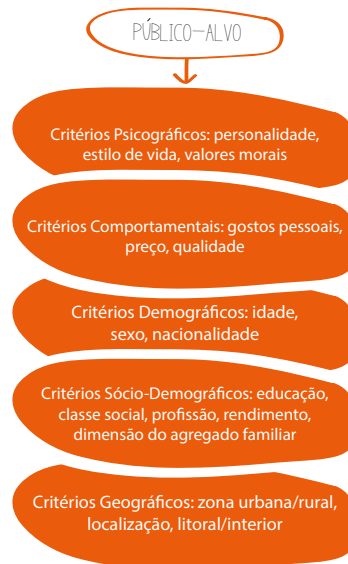 PÚBLICO-ALVO
Critérios Psicográficos: personalidade,
estilo de vida, valores morais
Critérios Comportamentais: gostos pessoais,
preço, qualidade
Critérios Demográficos: idade,
sexo, nacionalidade
Critérios Sócio-Demográficos: educação,
classe social, profissão, rendimento,
dimensão do agregado familiar
Critérios Geográficos: zona urbana/rural,
localização, litoral/interior